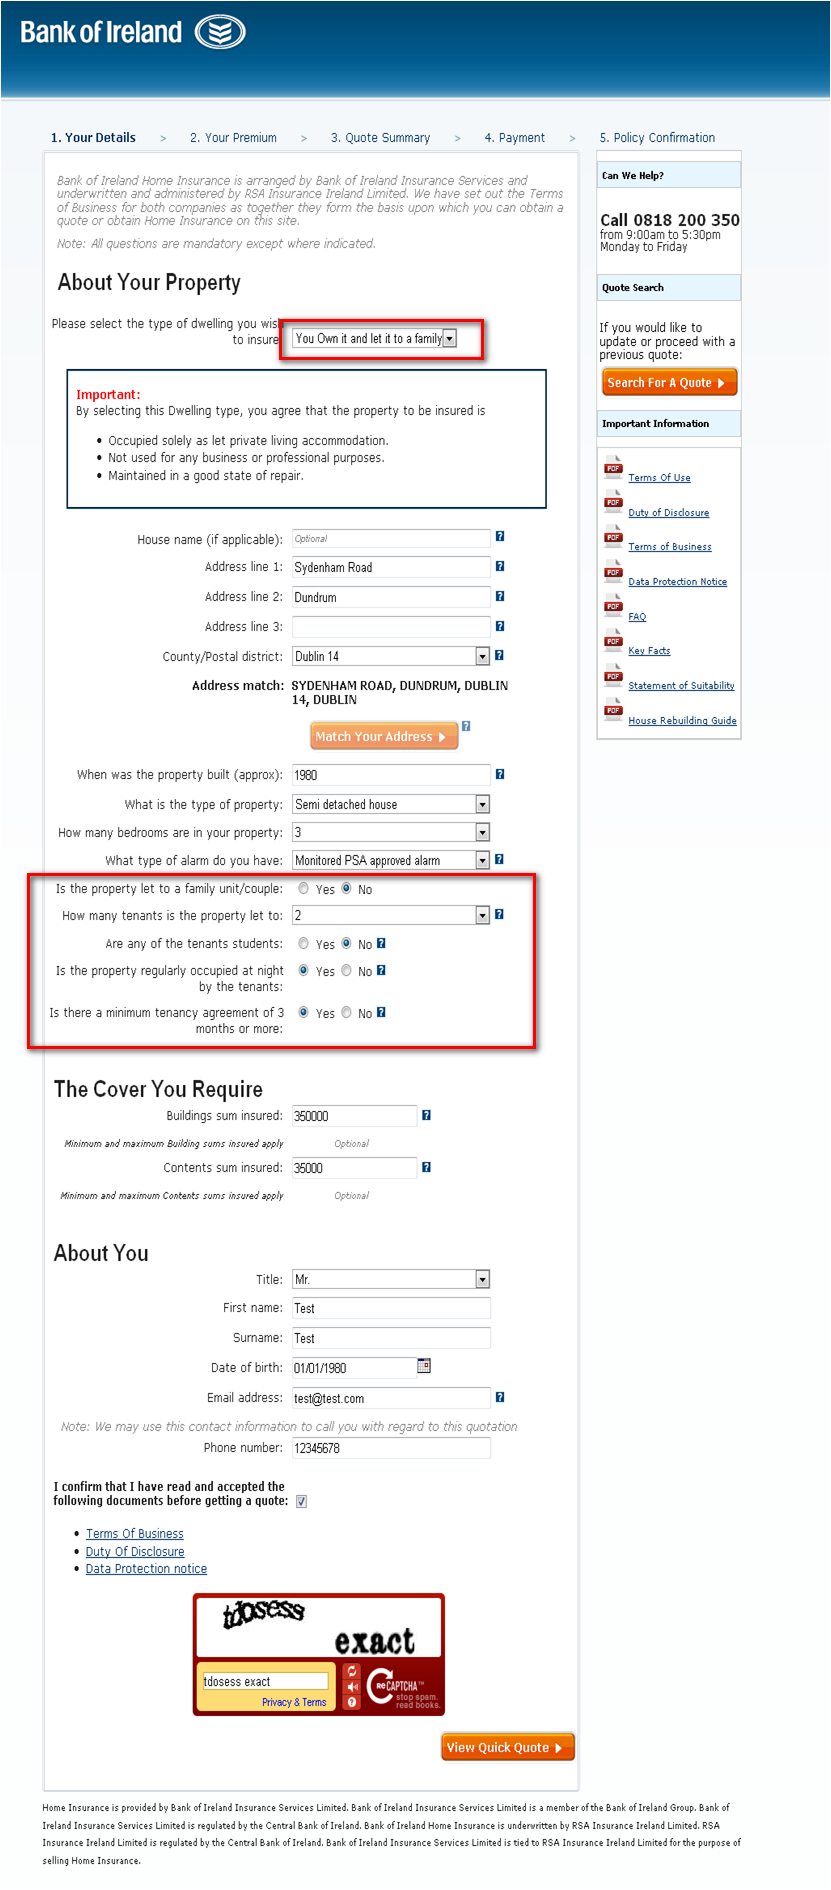 Bank of Ireland
1. Your Details > 2. Your Premium > 3. Quote Summary > 4. Payment > 5. Policy Confirmation
Bank of Ireland Home Insurance is arranged by Bank of Ireland Insurance Services and
underwritten and administered by RSA Insurance Ireland Limited. We have set out the Terms
of Business for both companies as together they form the basis upon which you can obtain a
quote or obtain Home Insurance on this site.
Note: All questions are mandatory except where indicated.
About Your Property
Please select the type of dwelling you wish
to insure You Own it and let it to a family
Important:
By selecting this Dwelling type, you agree that the property to be insured is
• Occupied solely as let private living accommodation.
• Not used for any business or professional purposes.
• Maintained in a good state of repair.
House name (if applicable): Optional ?
Address line 1: Sydenham Road ?
Address line 2: Dundrum ?
Address line 3: ?
County/Postal district: Dublin 14 ?
Address match: SYDENHAM ROAD, DUNDRUM, DUBLIN
14, DUBLIN
Match Your Address ?
When was the property built (approx): 1980 ?
What is the type of property: Semi detached house
How many bedrooms are in your property: 3
What type of alarm do you have: Monitored PSA approved alarm ?
Is the property let to a family unit/couple: Yes No
How many tenants is the property let to: 2 ?
Are any of the tenants students: Yes No ?
Is the property regularly occupied at night Yes No ?
by the tenants:
Is there a minimum tenancy agreement of 3 Yes No ?
months or more:
The Cover You Require
Buildings sum insured: 350000 ?
Minimum and maximum Building sums insured apply Optional
Contents sum insured: 35000 ?
Minimum and maximum Contents sums insured apply Optional
About You
Title: Mr.
First name: Test
Surname: Test
Date of birth: 01/01/1980
Email address: test@test.com ?
Note: We may use this contact information to call you with regard to this quotation
Phone number: 12345678
I confirm that I have read and accepted the
following documents before getting a quote:
• Terms Of Business
• Duty Of Disclosure
• Data Protection notice
tdosess
exact
tdosess exact
Privacy & Terms
reCAPTCHA™
stop spam.
read books.
View Quick Quote
Can We Help?
Call 0818 200 350
from 9:00am to 5:30pm
Monday to Friday
Quote Search
If you would like to
update or proceed with a
previous quote:
Search For A Quote
Important Information
PDF Terms Of Use
PDF Duty of Disclosure
PDF Terms of Business
PDF Data Protection Notice
PDF FAQ
PDF Key Facts
PDF Statement of Suitability
PDF House Rebuilding Guide
Home Insurance is provided by Bank of Ireland Insurance Services Limited. Bank of Ireland Insurance Services Limited is a member of the Bank of Ireland Group. Bank of
Ireland Insurance Services Limited is regulated by the Central Bank of Ireland. Bank of Ireland Home Insurance is underwritten by RSA Insurance Ireland Limited. RSA
Insurance Ireland Limited is regulated by the Central Bank of Ireland. Bank of Ireland Insurance Services Limited is tied to RSA Insurance Ireland Limited for the purpose of
selling Home Insurance.